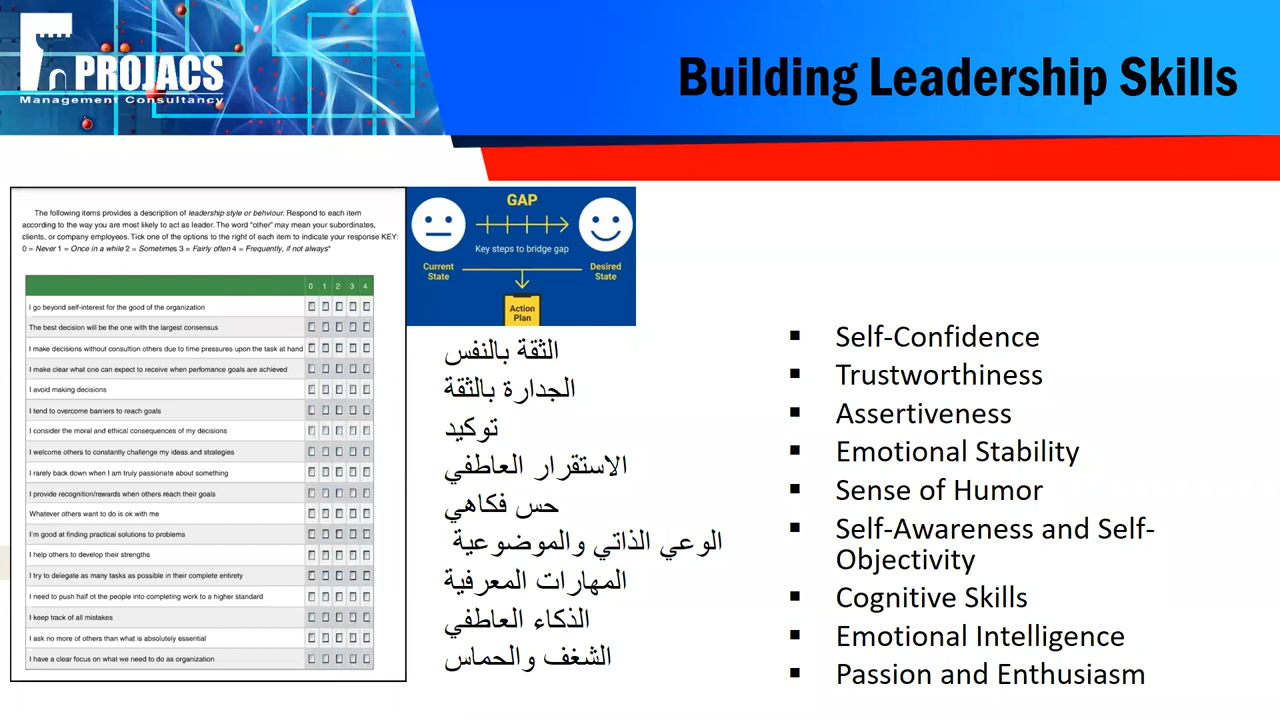 PROJACS
Management Consultancy
Building Leadership Skills
The following items provides a description of leadership style or behviour. Respond to each item
according to the way you are most likely to act as leader. The word "other" may mean your subordinates,
clients, or company employees. Tick one of the options to the right of each item to indicate your response KEY:
0 = Never 1 = Once in a while 2 = Sometimes 3 = Fairly often 4 = Frequently, if not always"
0 1 2 3 4
I go beyond self-interest for the good of the organization
The best decision will be the one with the largest consensus
I make decisions without consultion others due to time pressures upon the task at hand
I make clear what one can expect to receive when perfomance goals are achieved
I avoid making decisions
I tend to overcome barriers to reach goals
I consider the moral and ethical consequences of my decisions
I welcome others to constantly challenge my ideas and strategies
I rarely back down when I am truly passionate about something
I provide recognition/rewards when others reach their goals
Whatever others want to do is ok with me
I'm good at finding practical solutions to problems
I help others to develop their strengths
I try to delegate as many tasks as possible in their complete entirety
I need to push half ot the people into completing work to a higher standard
I keep track of all mistakes
I ask no more of others than what is absolutely essential
I have a clear focus on what we need to do as organization
GAP
Key steps to bridge gap
Current
State
Desired
State
Action
Plan
الثقة بالنفس
الجدارة بالثقة
توكيد
الاستقرار العاطفي
حس فكاهي
الوعي الذاتي والموضوعية
المهارات المعرفية
الذكاء العاطفي
الشغف والحماس
▪ Self-Confidence
▪ Trustworthiness
▪ Assertiveness
▪ Emotional Stability
▪ Sense of Humor
▪ Self-Awareness and Self-
Objectivity
▪ Cognitive Skills
▪ Emotional Intelligence
▪ Passion and Enthusiasm